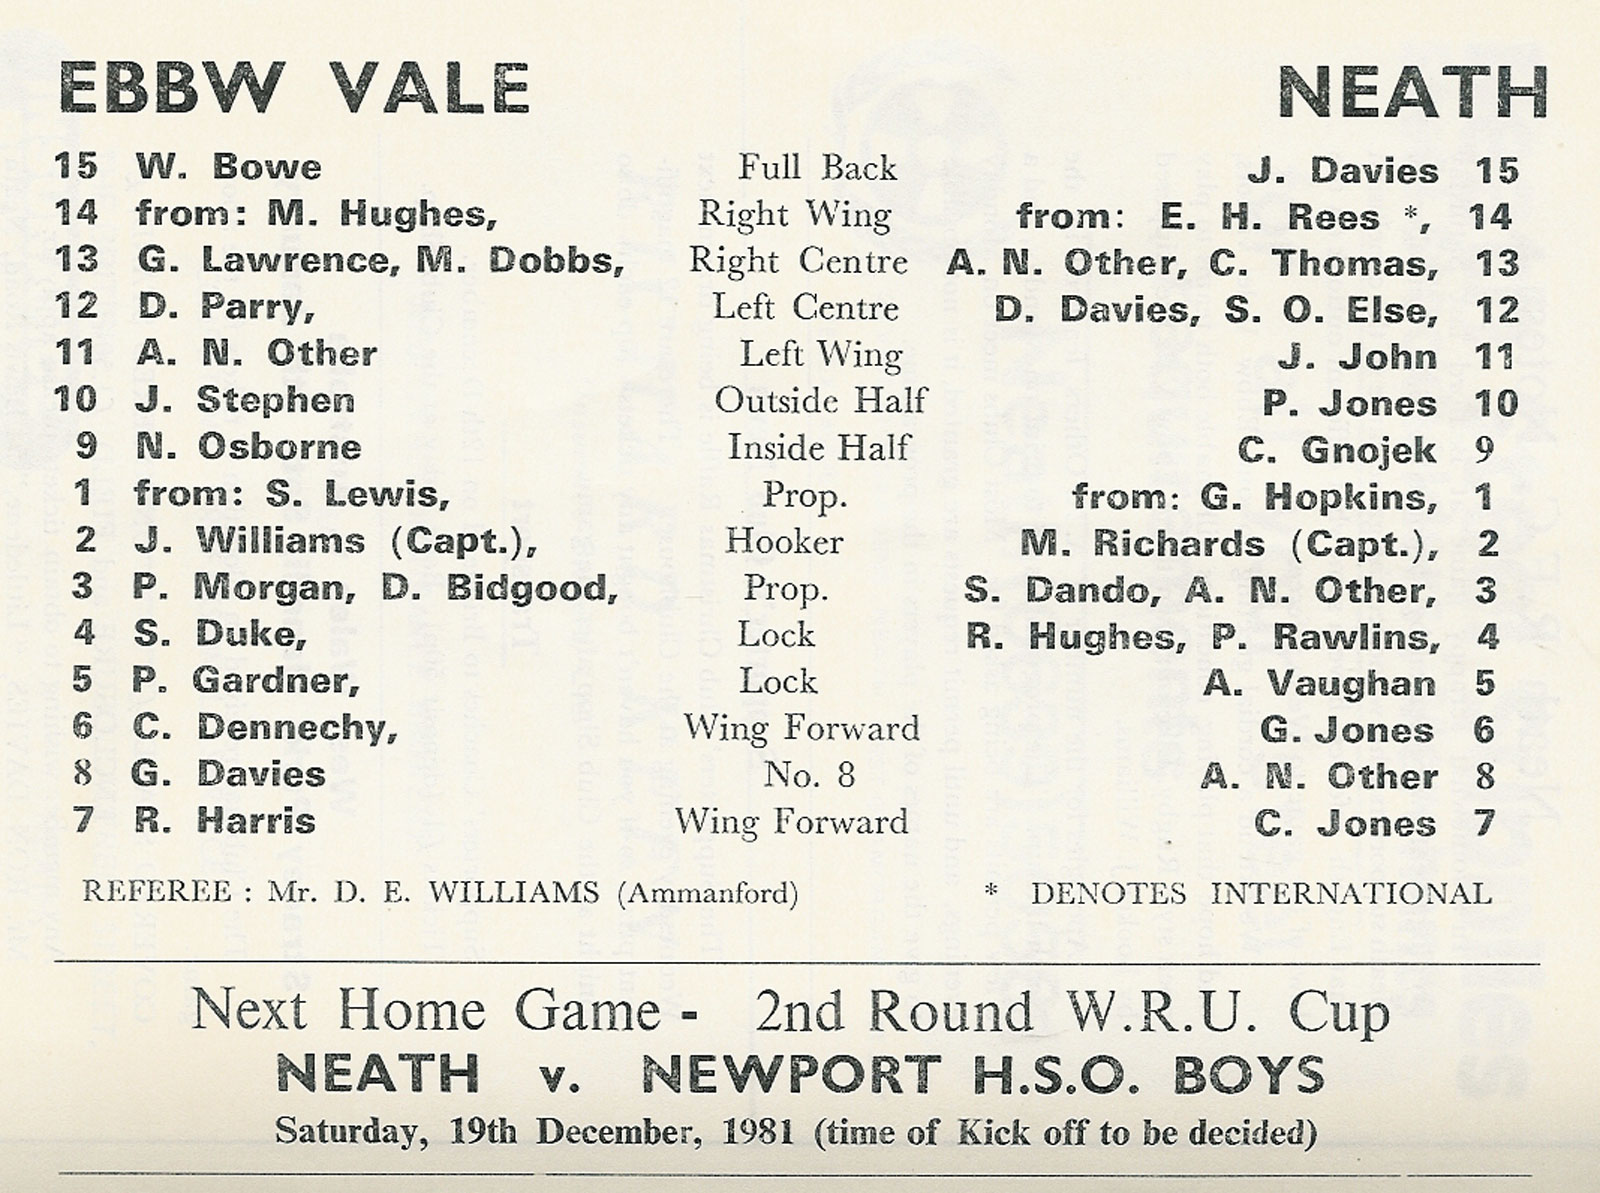 EBBW VALE NEATH
15 W. Bowe Full Back J. Davies 15
14 from: M. Hughes, Right Wing from: E. H. Rees *, 14
13 G. Lawrence, M. Dobbs, Right Centre A. N. Other, C. Thomas, 13
12 D. Parry, Left Centre D. Davies, S. O. Else, 12
11 A. N. Other Left Wing J. John 11
10 J. Stephen Outside Half P. Jones 10
9 N. Osborne Inside Half C. Gnojek 9
1 from: S. Lewis, Prop. from: G. Hopkins, 1
2 J. Williams (Capt.), Hooker M. Richards (Capt.), 2
3 P. Morgan, D. Bidgood, Prop. S. Dando, A. N. Other, 3
4 S. Duke, Lock R. Hughes, P. Rawlins, 4
5 P. Gardner, Lock A. Vaughan 5
6 C. Dennechy, Wing Forward G. Jones 6
8 G. Davies No. 8 A. N. Other 8
7 R. Harris Wing Forward C. Jones 7
REFEREE : Mr. D. E. WILLIAMS (Ammanford) * DENOTES INTERNATIONAL
Next Home Game - 2nd Round W.R.U. Cup
NEATH v. NEWPORT H.S.O. BOYS
Saturday, 19th December, 1981 (time of Kick off to be decided)